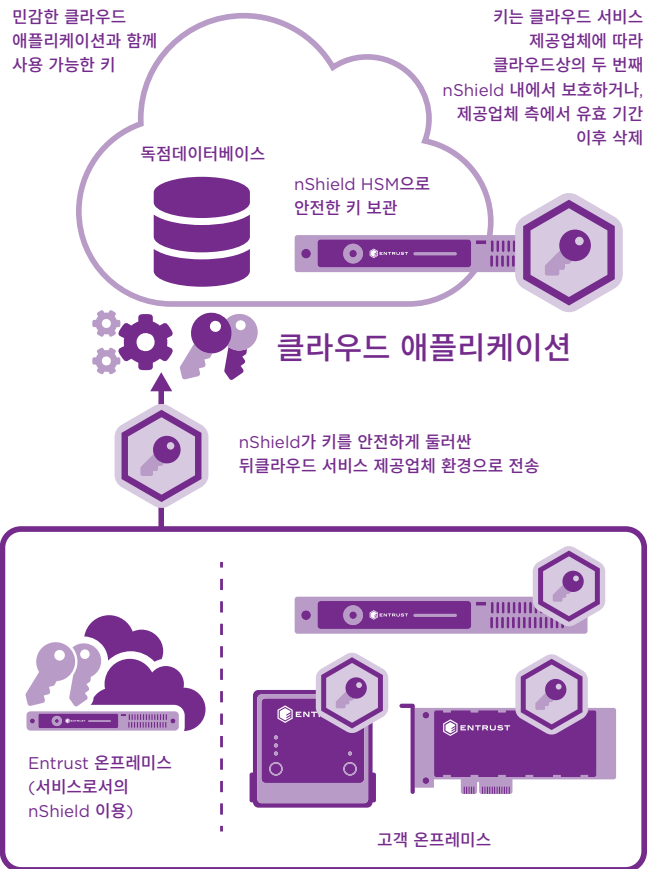 민감한 클라우드
애플리케이션과 함께
사용 가능한 키
키는 클라우드 서비스
제공업체에 따라
클라우드상의 두 번째
nShield 내에서 보호하거나,
제공업체 측에서 유효 기간
이후 삭제
독점데이터베이스
nShield HSM으로
안전한 키 보관
ENTRUST
클라우드 애플리케이션
nShield가 키를 안전하게 둘러싼
뒤클라우드 서비스 제공업체 환경으로 전송
ENTRUST
ENTRUST
ENT
ENTRUST
Entrust 온프레미스
(서비스로서의
nShield 이용)
고객 온프레미스